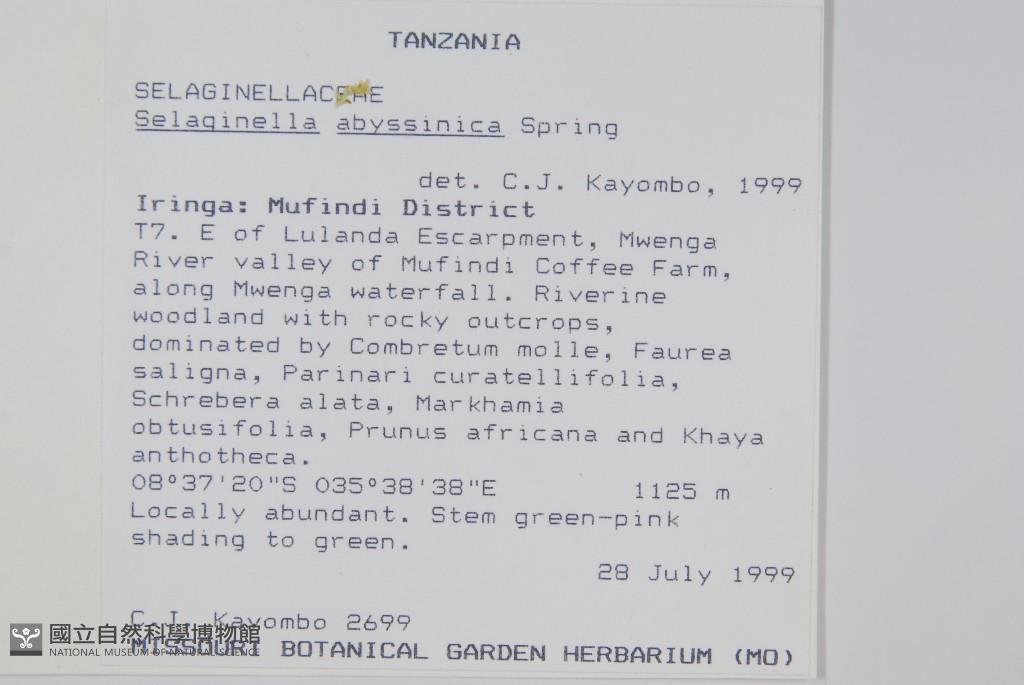 TANZANIA
SELAGINELLACEAE
Selaginella abyssinica Spring
det. C.J. Kayombo, 1999
Iringa: Mufindi District
T7. E of Lulanda Escarpment, Mwenga
River valley of Mufindi Coffee Farm,
along Mwenga waterfall. Riverine
woodland with rocky outcrops,
dominated by Combretum molle, Faurea
saligna, Parinari curatellifolia,
Schrebera alata, Markhamia
obtusifolia, Prunus africana and Khaya
anthotheca.
08°37'20"S 035°38'38"E 1125 m
Locally abundant. Stem green-pink
shading to green.
28 July 1999
C.J. Kayombo 2699
MISSOURI BOTANICAL GARDEN HERBARIUM (MO)
國立自然科學博物館
NATIONAL MUSEUM OF NATURAL SCIENCE